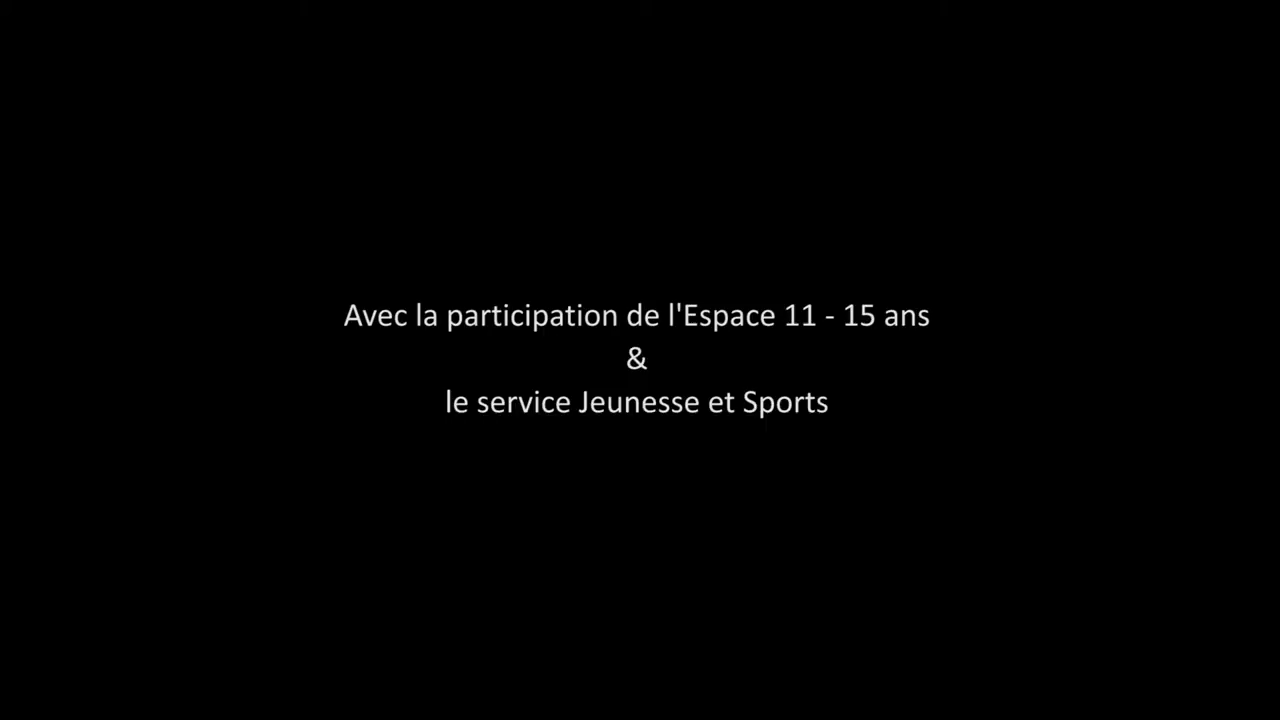 Avec la participation de l'Espace 11 - 15 ans
&
le service Jeunesse et Sports